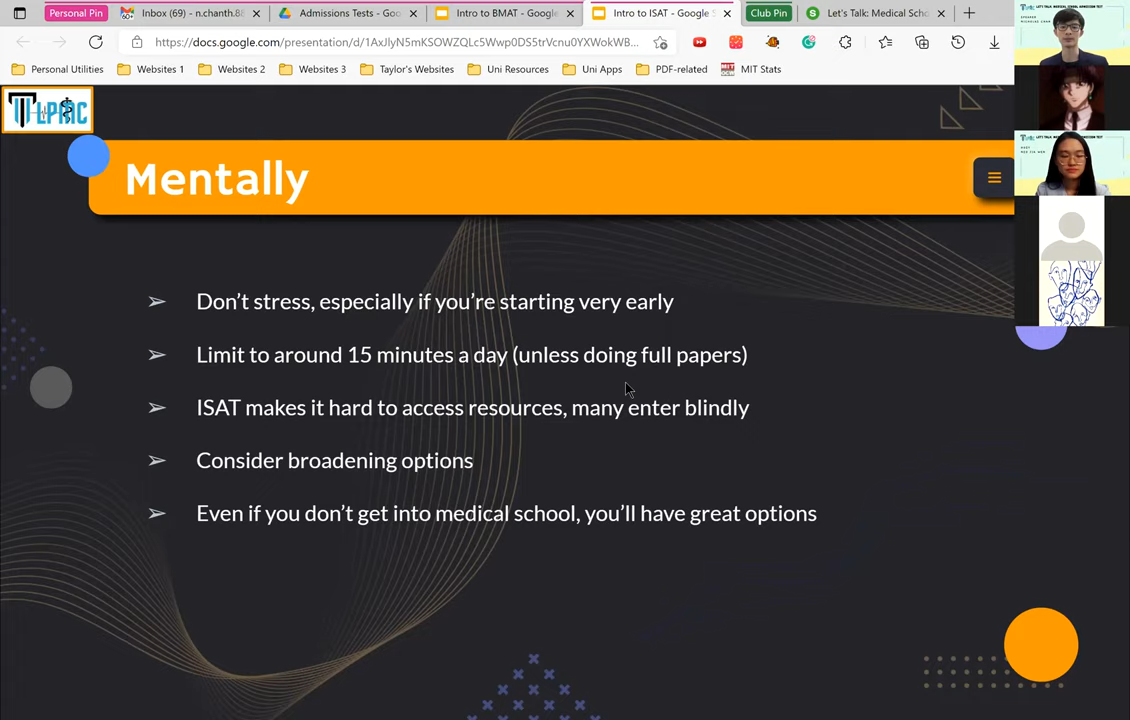 Personal Pin
Inbox (69) - n.chanth.88
Admissions Tests - Goo
Intro to BMAT - Google
Intro to ISAT - Google S
Club Pin
Let's Talk: Medical Scho
https://docs.google.com/presentation/d/1AxJlyN5mKSOWZQLc5Wwp0DS5trVcnu0YXWokWB...
Personal Utilities
Websites 1
Websites 2
Websites 3
Taylor's Websites
Uni Resources
Uni Apps
PDF-related
MIT Stats
TLPMC
Mentally
➢ Don't stress, especially if you're starting very early
➢ Limit to around 15 minutes a day (unless doing full papers)
➢ ISAT makes it hard to access resources, many enter blindly
➢ Consider broadening options
➢ Even if you don't get into medical school, you'll have great options